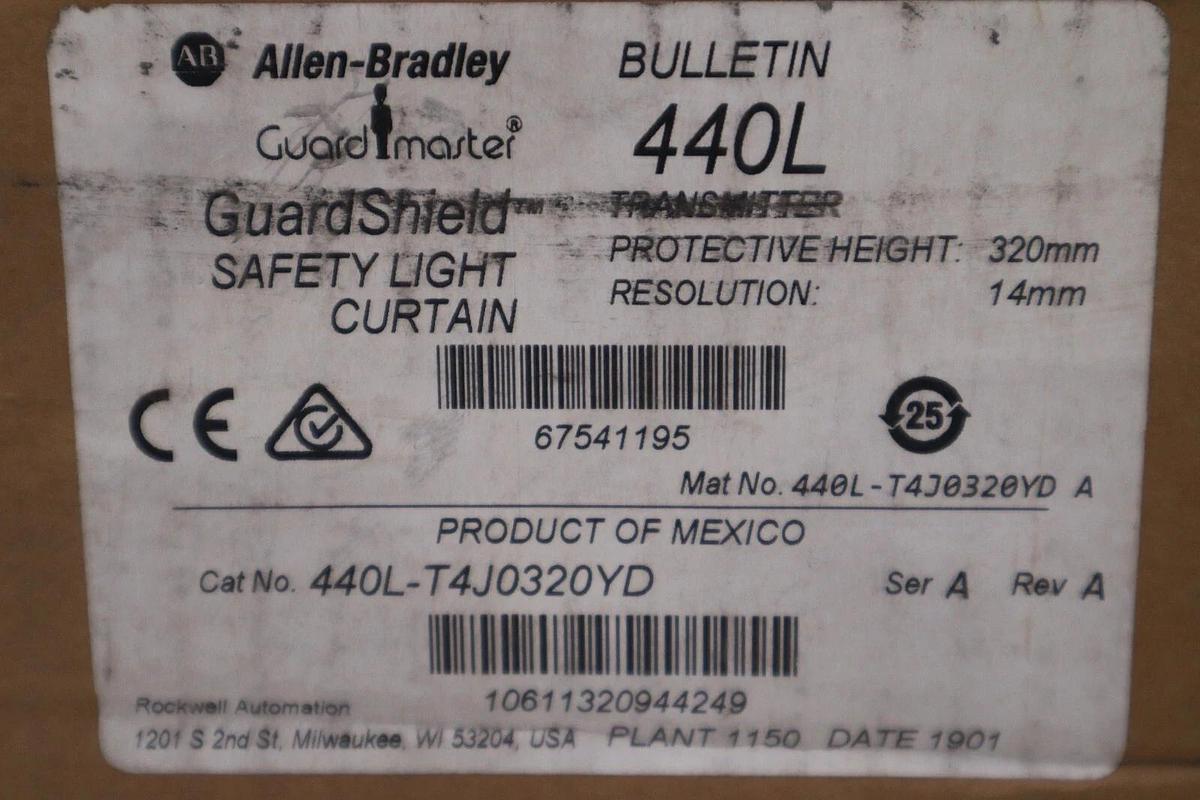 AB Allen-Bradley
Guardmaster®
GuardShield™
SAFETY LIGHT
CURTAIN
BULLETIN
440L
TRANSMITTER
PROTECTIVE HEIGHT: 320mm
RESOLUTION: 14mm
67541195
CE
25
Mat No. 440L-T4J0320YD A
PRODUCT OF MEXICO
Cat No. 440L-T4J0320YD Ser A Rev A
10611320944249
Rockwell Automation
1201 S 2nd St, Milwaukee, WI 53204, USA PLANT 1150 DATE 1901